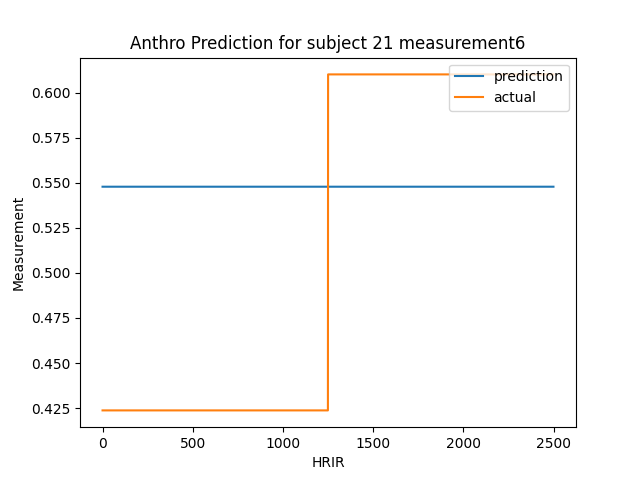 Anthro Prediction for subject 21 measurement6
prediction
actual
Measurement
0.600
0.575
0.550
0.525
0.500
0.475
0.450
0.425
0 500 1000 1500 2000 2500
HRIR